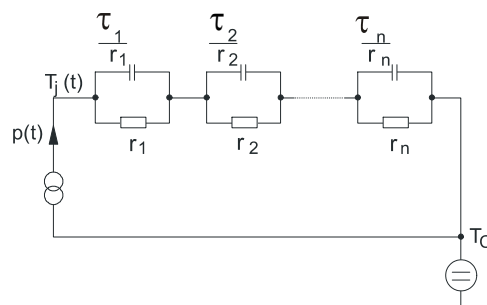 τ1/r1 τ2/r2 τn/rn
Tj (t)
p(t)
r1 r2 rn
TC